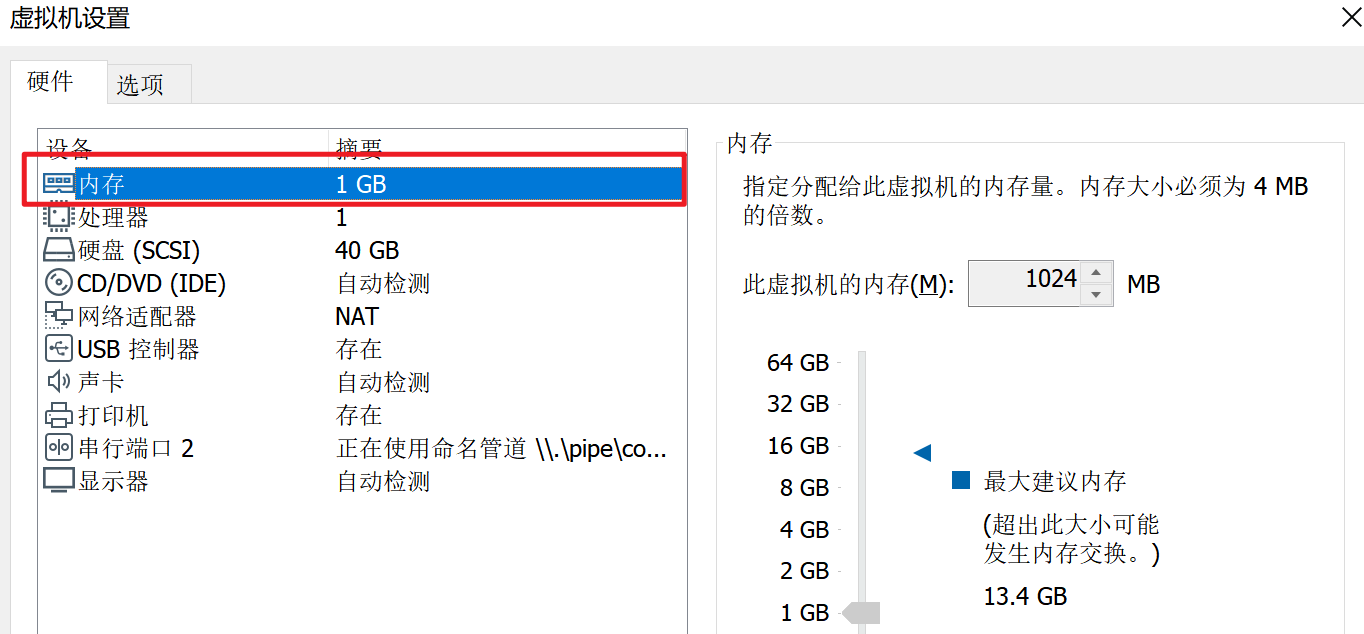 虚拟机设置
硬件 选项
设备 摘要
内存 1 GB
处理器 1
硬盘 (SCSI) 40 GB
CD/DVD (IDE) 自动检测
网络适配器 NAT
USB 控制器 存在
声卡 自动检测
打印机 存在
串行端口 2 正在使用命名管道 \\.\pipe\co...
显示器 自动检测
内存
指定分配给此虚拟机的内存量。内存大小必须为 4 MB
的倍数。
此虚拟机的内存(M): 1024 MB
64 GB
32 GB
16 GB
8 GB
4 GB
2 GB
1 GB
最大建议内存
(超出此大小可能
发生内存交换。)
13.4 GB